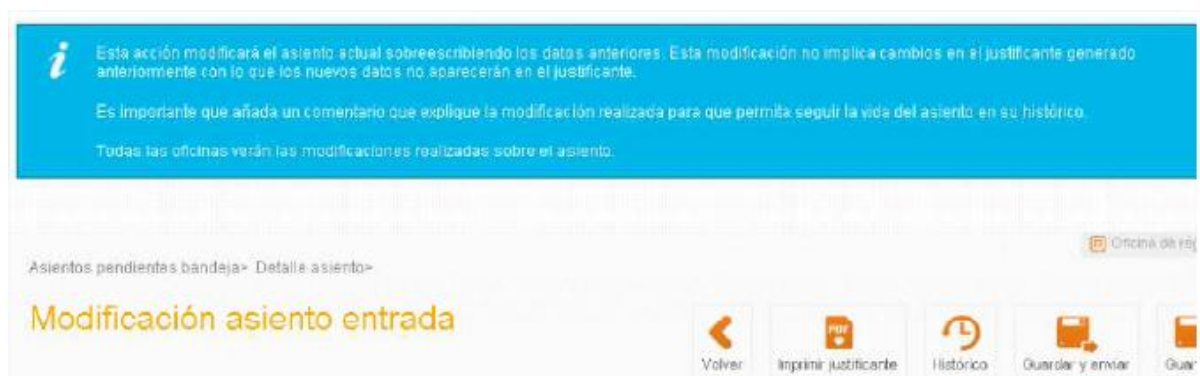 Esta acción modificará el asiento actual sobreescribiendo los datos anteriores. Esta modificación no implica cambios en el justificante generado
anteriormente con lo que los nuevos datos no aparecerán en el justificante.
Es importante que añada un comentario que explique la modificación realizada para que permita seguir la vida del asiento en su histórico.
Todas las oficinas verán las modificaciones realizadas sobre el asiento.
Oficina de
Asientos pendientes bandeja> Detalle asiento>
Modificación asiento entrada
PDF
Volver Imprimir justificante Histórico Guardar y enviar